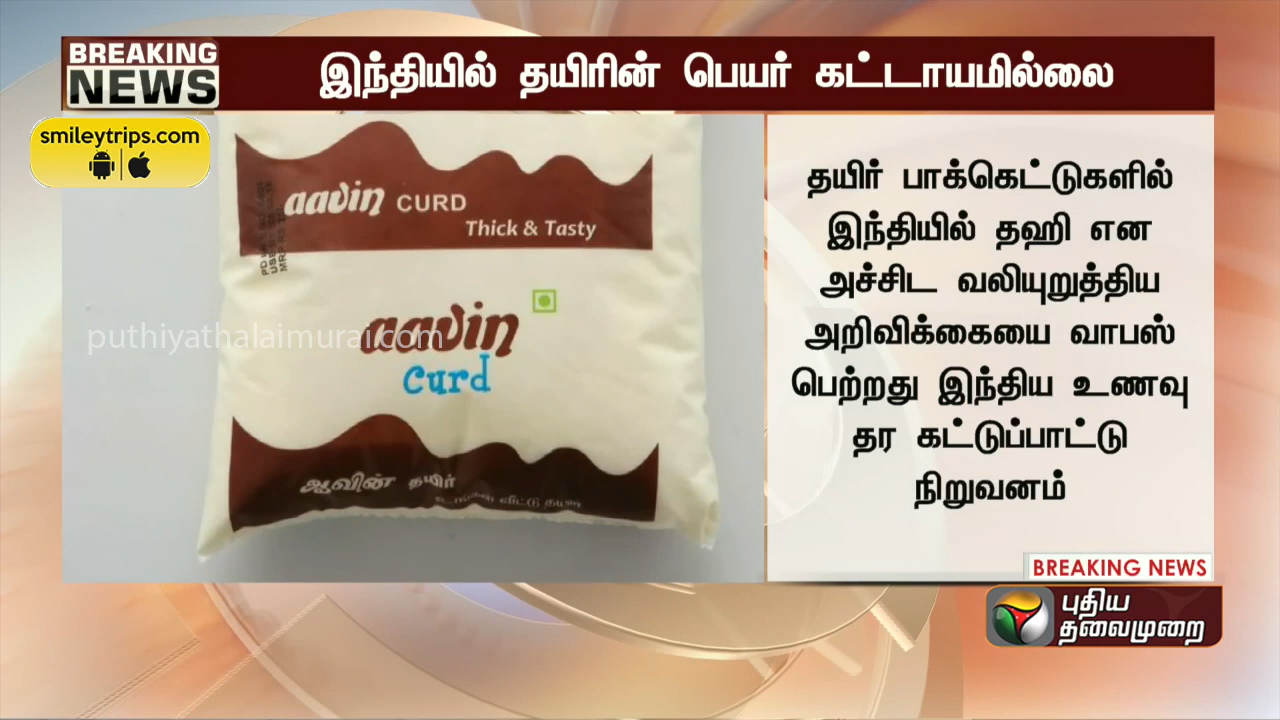 BREAKING
NEWS
இந்தியில் தயிரின் பெயர் கட்டாயமில்லை
smileytrips.com
aavin CURD
Thick & Tasty
aavin
curd
ஆவின் தயிர்
puthiyathalaimurai.com
தயிர் பாக்கெட்டுகளில்
இந்தியில் தஹி என
அச்சிட வலியுறுத்திய
அறிவிக்கையை வாபஸ்
பெற்றது இந்திய உணவு
தர கட்டுப்பாட்டு
நிறுவனம்
BREAKING NEWS
புதிய
தலைமுறை